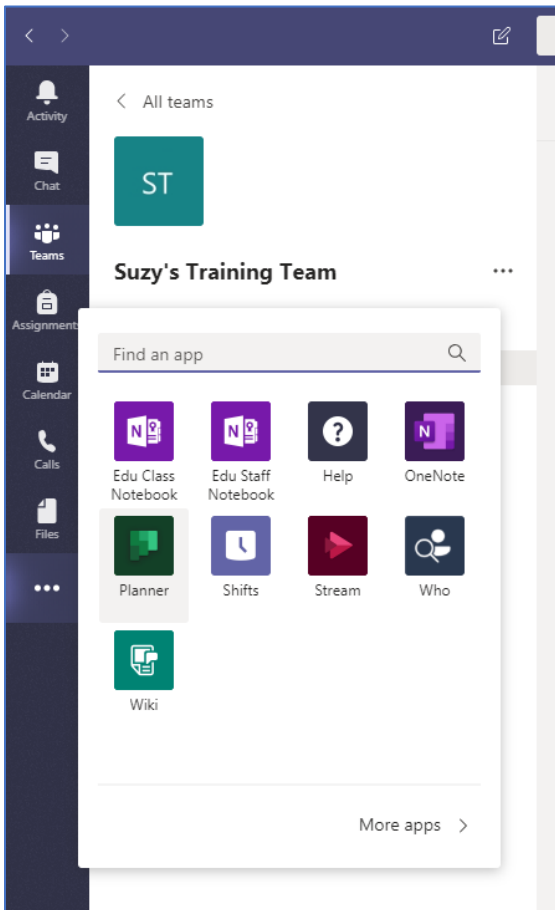 Activity
Chat
Teams
Assignments
Calendar
Calls
Files
All teams
ST
Suzy's Training Team
Find an app
Edu Class
Notebook
Edu Staff
Notebook
Help
OneNote
Planner
Shifts
Stream
Who
Wiki
More apps